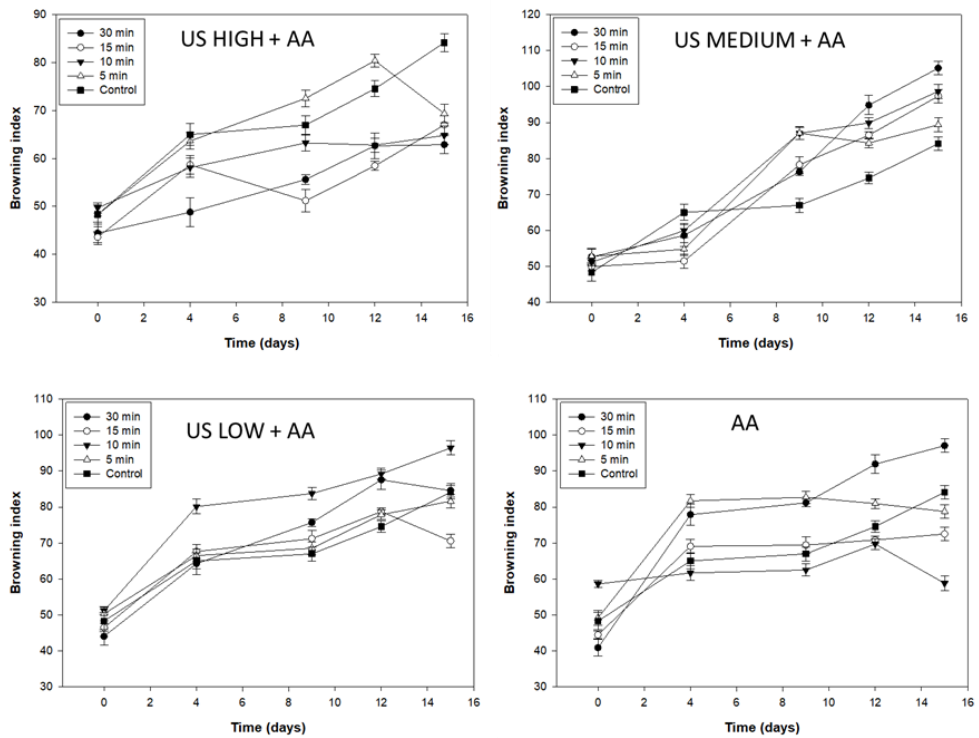 US HIGH + AA
30 min
15 min
10 min
5 min
Control
90
80
70
60
50
40
30
Browning index
0 2 4 6 8 10 12 14 16
Time (days)
US MEDIUM + AA
30 min
15 min
10 min
5 min
Control
120
110
100
90
80
70
60
50
40
Browning index
0 2 4 6 8 10 12 14 16
Time (days)
US LOW + AA
30 min
15 min
10 min
5 min
Control
110
100
90
80
70
60
50
40
30
Browning index
0 2 4 6 8 10 12 14 16
Time (days)
AA
30 min
15 min
10 min
5 min
Control
110
100
90
80
70
60
50
40
30
Browning index
0 2 4 6 8 10 12 14 16
Time (days)